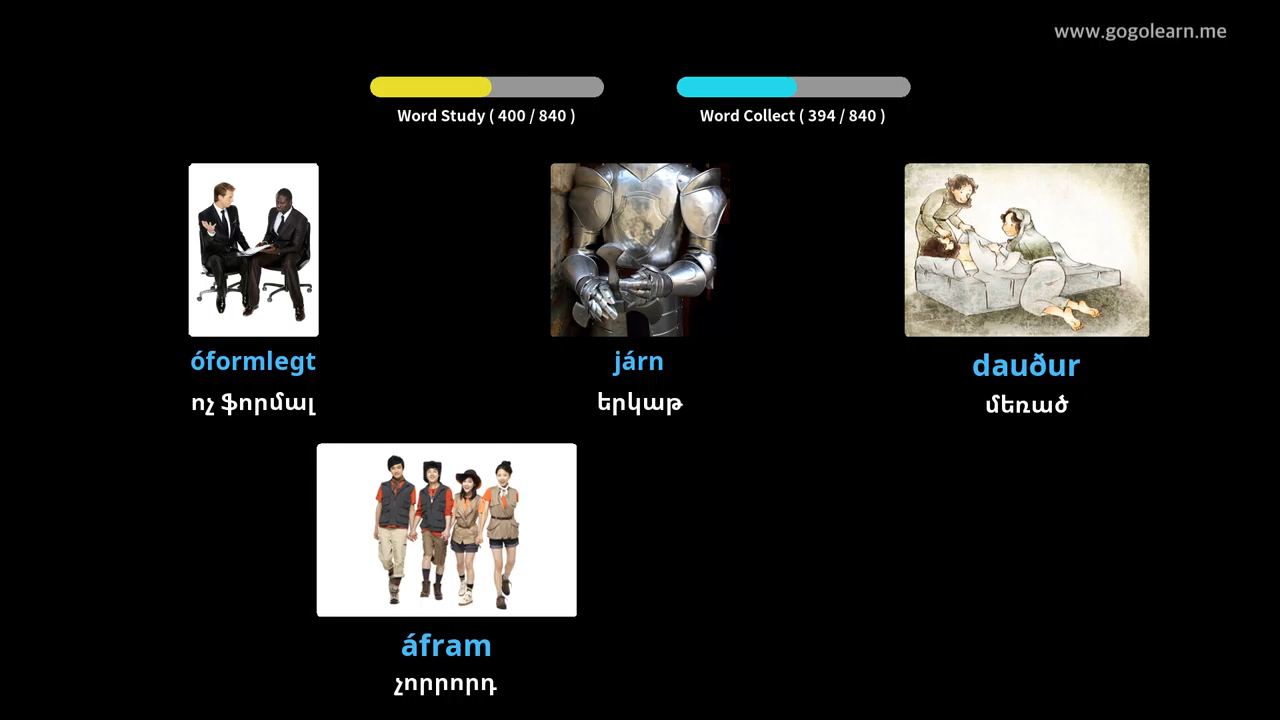 www.gogolearn.me
Word Study ( 400 / 840 )
Word Collect ( 394 / 840 )
óformlegt
ոչ ֆորմալ
járn
երկաթ
dauður
մեռած
áfram
չորրորդ